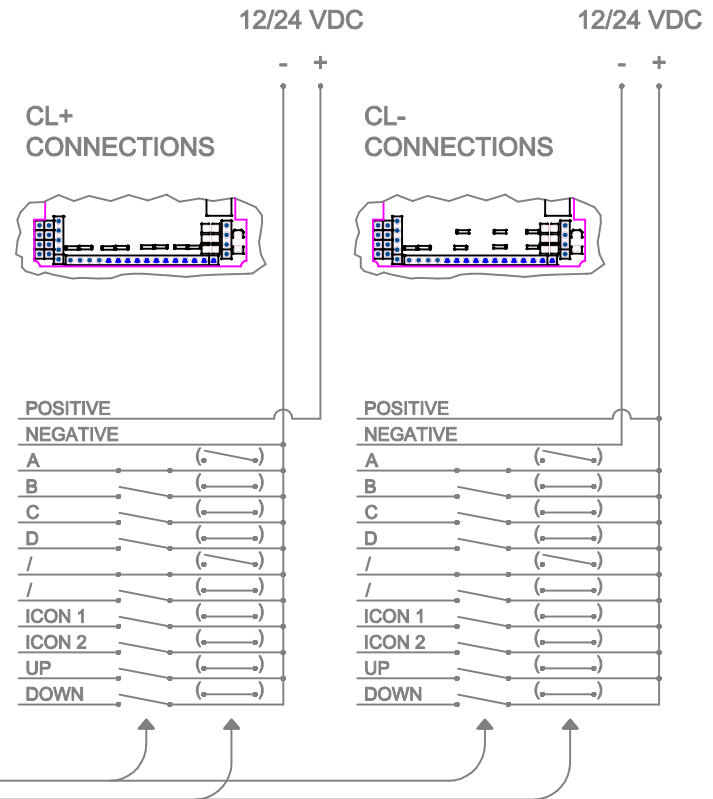 12/24 VDC
- +
CL+
CONNECTIONS
POSITIVE
NEGATIVE
A
B
C
D
/
/
ICON 1
ICON 2
UP
DOWN
12/24 VDC
- +
CL-
CONNECTIONS
POSITIVE
NEGATIVE
A
B
C
D
/
/
ICON 1
ICON 2
UP
DOWN